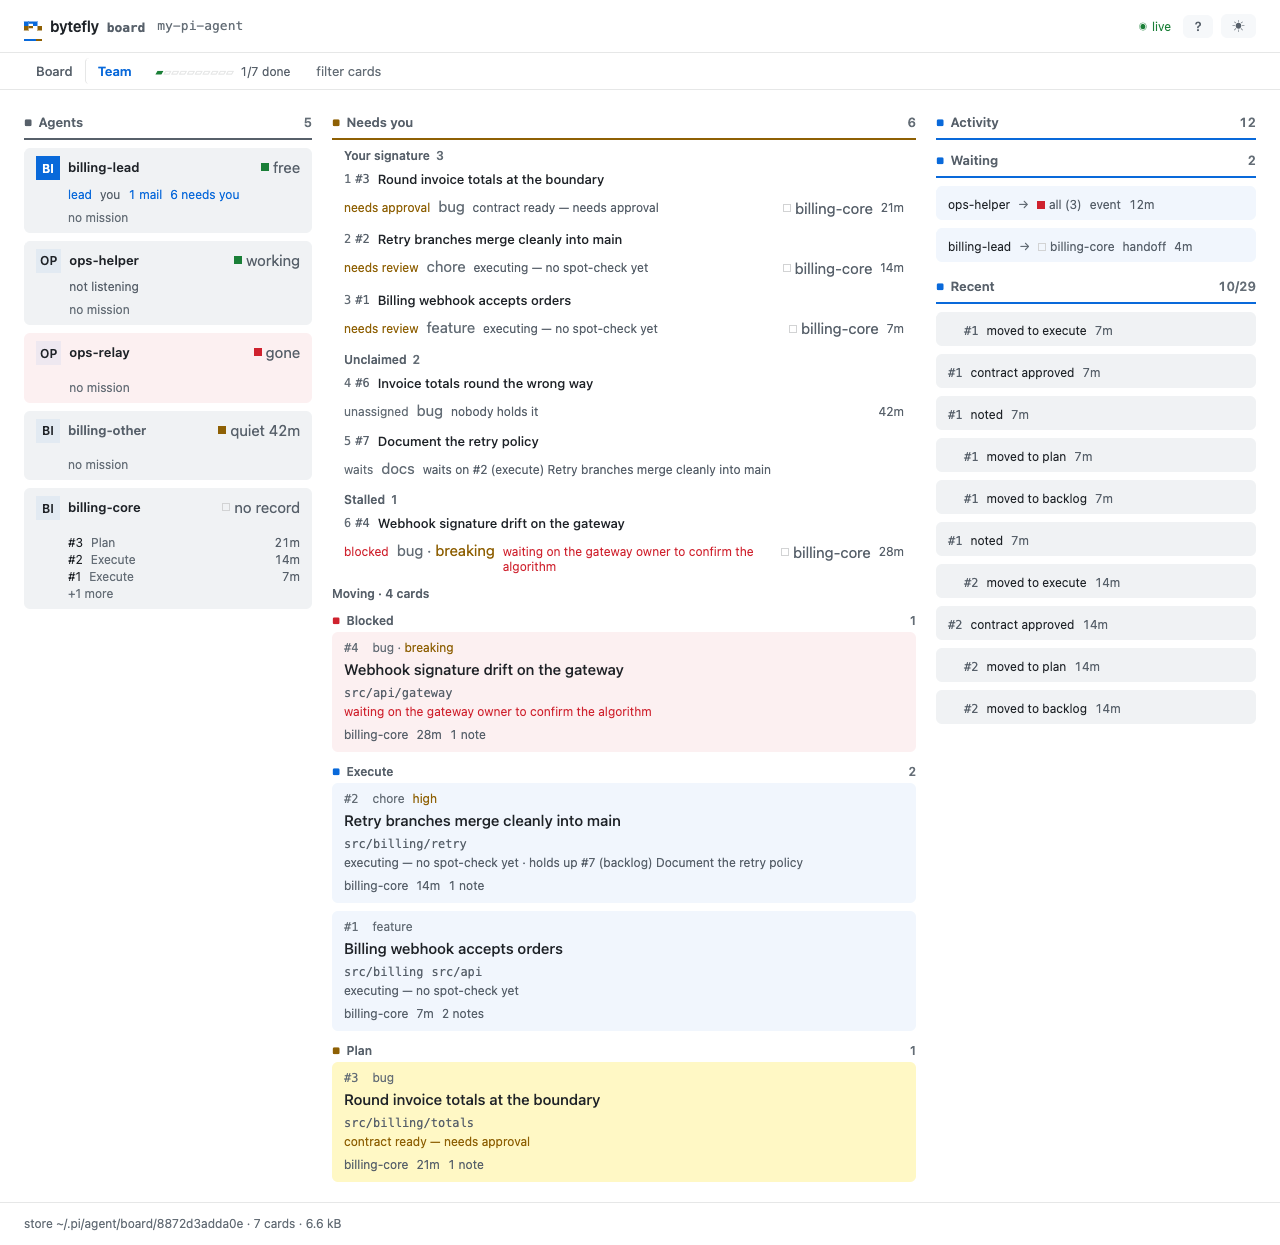 bytefly board my-pi-agent
live ?
Board Team 1/7 done filter cards
Agents 5
BI billing-lead free
lead you 1 mail 6 needs you
no mission
OP ops-helper working
not listening
no mission
OP ops-relay gone
no mission
BI billing-other quiet 42m
no mission
BI billing-core no record
#3 Plan 21m
#2 Execute 14m
#1 Execute 7m
+1 more
Needs you 6
Your signature 3
1 #3 Round invoice totals at the boundary
needs approval bug contract ready — needs approval billing-core 21m
2 #2 Retry branches merge cleanly into main
needs review chore executing — no spot-check yet billing-core 14m
3 #1 Billing webhook accepts orders
needs review feature executing — no spot-check yet billing-core 7m
Unclaimed 2
4 #6 Invoice totals round the wrong way
unassigned bug nobody holds it 42m
5 #7 Document the retry policy
waits docs waits on #2 (execute) Retry branches merge cleanly into main
Stalled 1
6 #4 Webhook signature drift on the gateway
blocked bug · breaking waiting on the gateway owner to confirm the billing-core 28m
algorithm
Moving · 4 cards
Blocked 1
#4 bug · breaking
Webhook signature drift on the gateway
src/api/gateway
waiting on the gateway owner to confirm the algorithm
billing-core 28m 1 note
Execute 2
#2 chore high
Retry branches merge cleanly into main
src/billing/retry
executing — no spot-check yet · holds up #7 (backlog) Document the retry policy
billing-core 14m 1 note
#1 feature
Billing webhook accepts orders
src/billing src/api
executing — no spot-check yet
billing-core 7m 2 notes
Plan 1
#3 bug
Round invoice totals at the boundary
src/billing/totals
contract ready — needs approval
billing-core 21m 1 note
Activity 12
Waiting 2
ops-helper → all (3) event 12m
billing-lead → billing-core handoff 4m
Recent 10/29
#1 moved to execute 7m
#1 contract approved 7m
#1 noted 7m
#1 moved to plan 7m
#1 moved to backlog 7m
#1 noted 7m
#2 moved to execute 14m
#2 contract approved 14m
#2 moved to plan 14m
#2 moved to backlog 14m
store ~/.pi/agent/board/8872d3adda0e · 7 cards · 6.6 kB